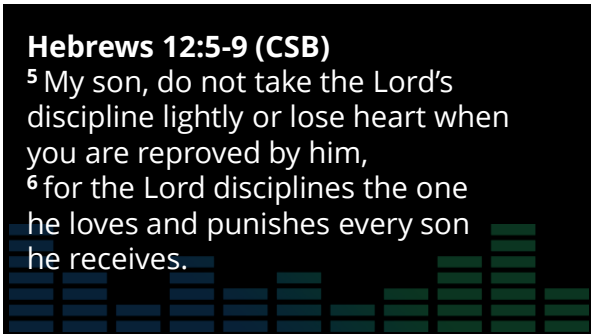 Hebrews 12:5-9 (CSB)
5 My son, do not take the Lord’s
discipline lightly or lose heart when
you are reproved by him,
6 for the Lord disciplines the one
he loves and punishes every son
he receives.